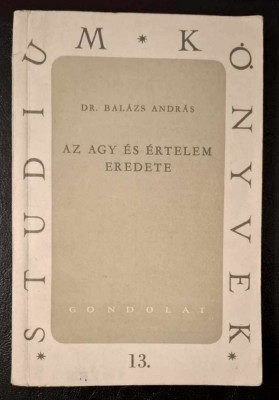 STUDIUM * KÖNYVEK
DR. BALÁZS ANDRÁS
AZ AGY ÉS ÉRTELEM
EREDETE
GONDOLAT
13.